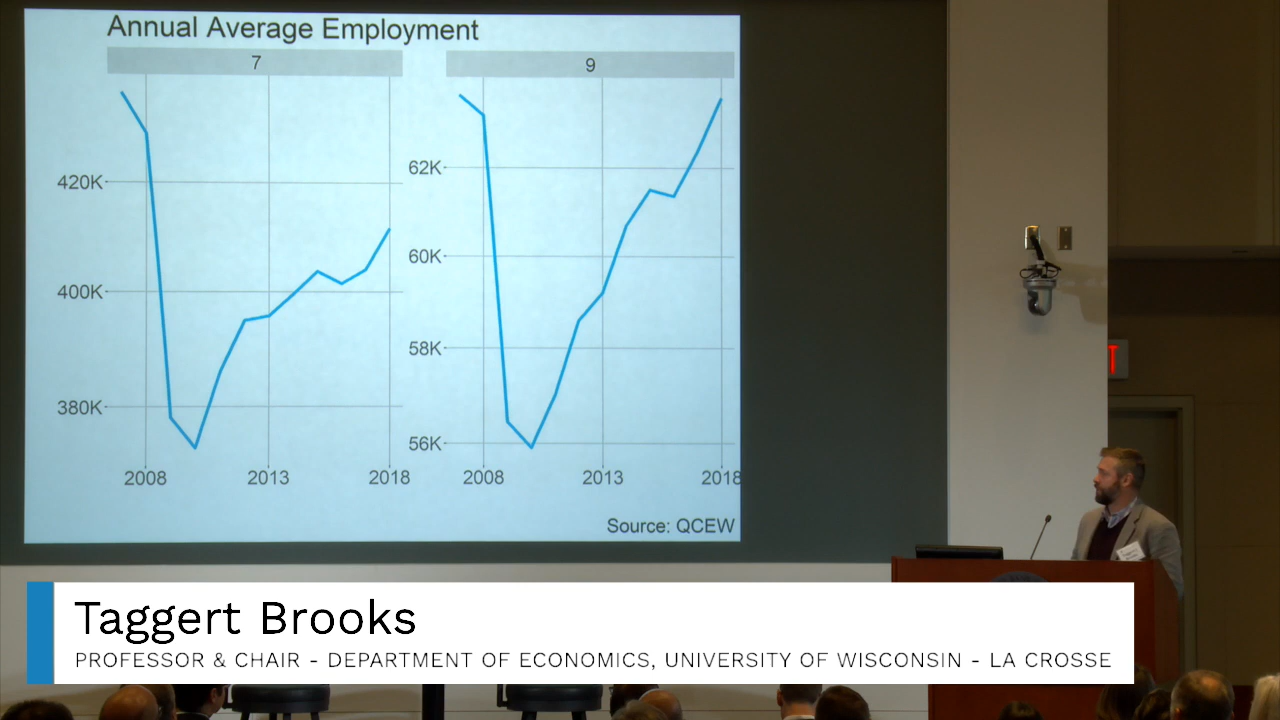 Annual Average Employment
7
9
420K
400K
380K
62K
60K
58K
56K
2008
2013
2018
2008
2013
2018
Source: QCEW
Taggert Brooks
PROFESSOR & CHAIR - DEPARTMENT OF ECONOMICS, UNIVERSITY OF WISCONSIN - LA CROSSE